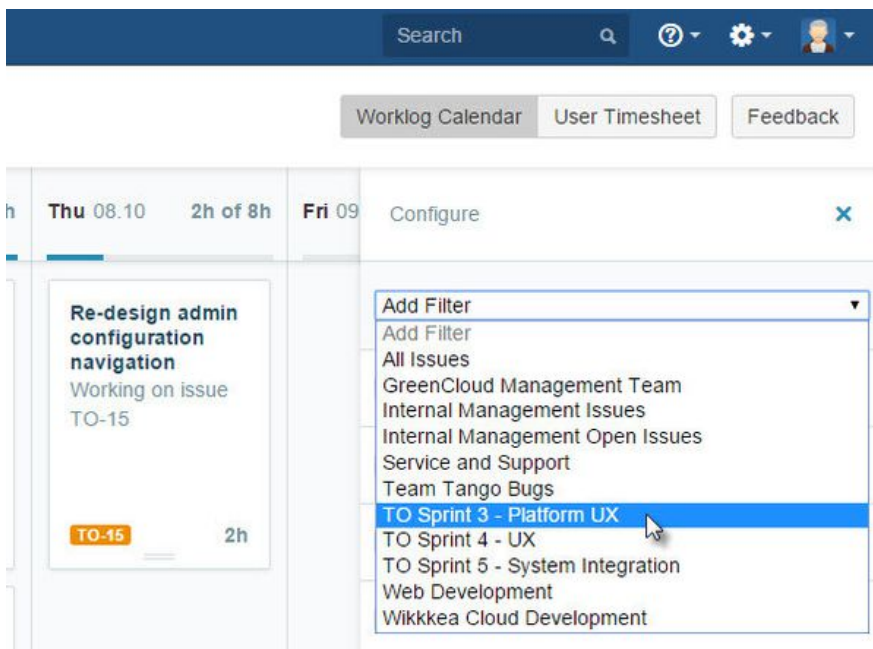 Search
Worklog Calendar User Timesheet Feedback
h Thu 08.10 2h of 8h Fri 09 Configure
Re-design admin
configuration
navigation
Working on issue
TO-15
TO-15 2h
Add Filter
Add Filter
All Issues
GreenCloud Management Team
Internal Management Issues
Internal Management Open Issues
Service and Support
Team Tango Bugs
TO Sprint 3 - Platform UX
TO Sprint 4 - UX
TO Sprint 5 - System Integration
Web Development
Wikkkea Cloud Development